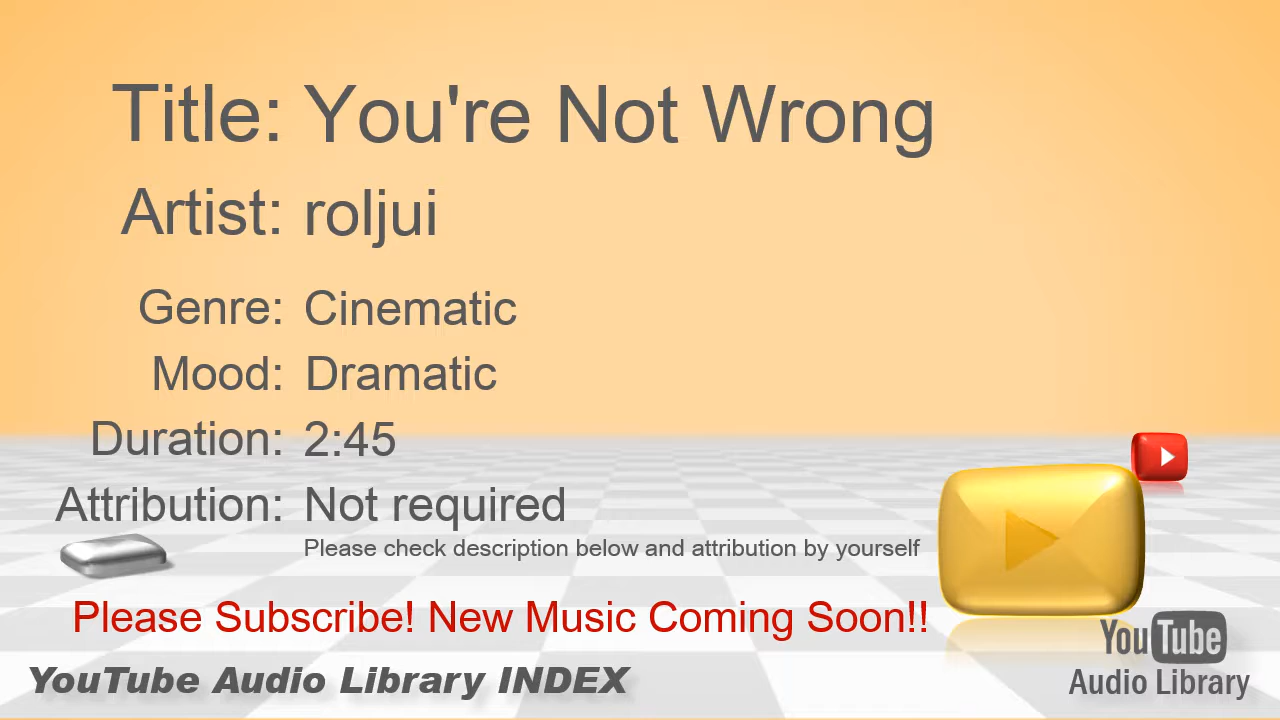 Title: You're Not Wrong
Artist: roljui
Genre: Cinematic
Mood: Dramatic
Duration: 2:45
Attribution: Not required
Please check description below and attribution by yourself
Please Subscribe! New Music Coming Soon!!
YouTube Audio Library INDEX
YouTube
Audio Library